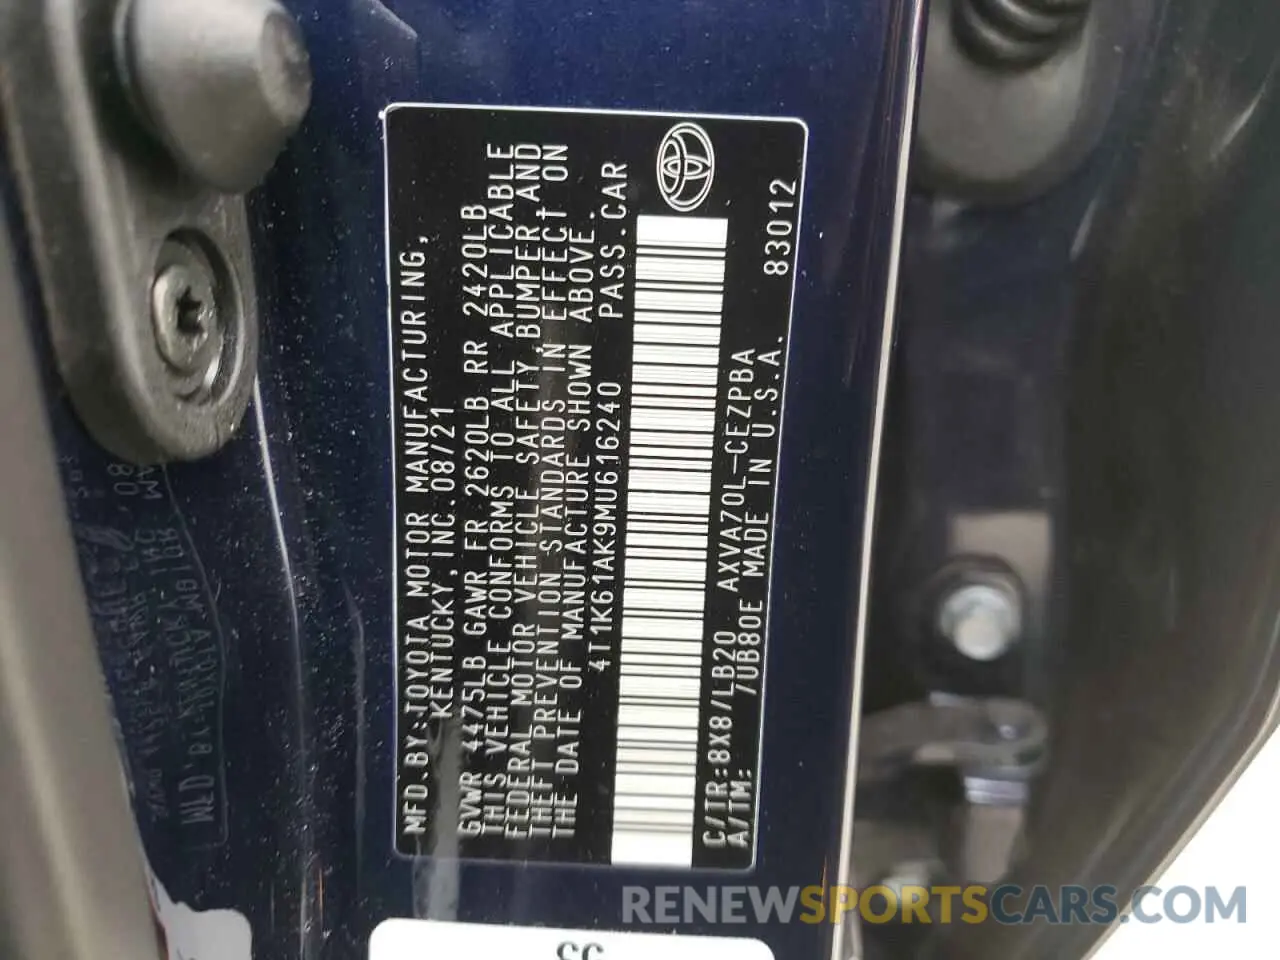 MFD.BY:TOYOTA MOTOR MANUFACTURING,
KENTUCKY, INC. 08/21
GVWR 4475LB GAWR FR 2620LB RR 2420LB
THIS VEHICLE CONFORMS TO ALL APPLICABLE
FEDERAL MOTOR VEHICLE SAFETY, BUMPER, AND
THEFT PREVENTION STANDARDS IN EFFECT ON
THE DATE OF MANUFACTURE SHOWN ABOVE.
4T1K61AK9MU616240 PASS.CAR
C/TR:8X8/LB20 AXVA70L-CEZPBA 83012
A/TM: /UB80E MADE IN U.S.A.
RENEWSPORTSCARS.COM